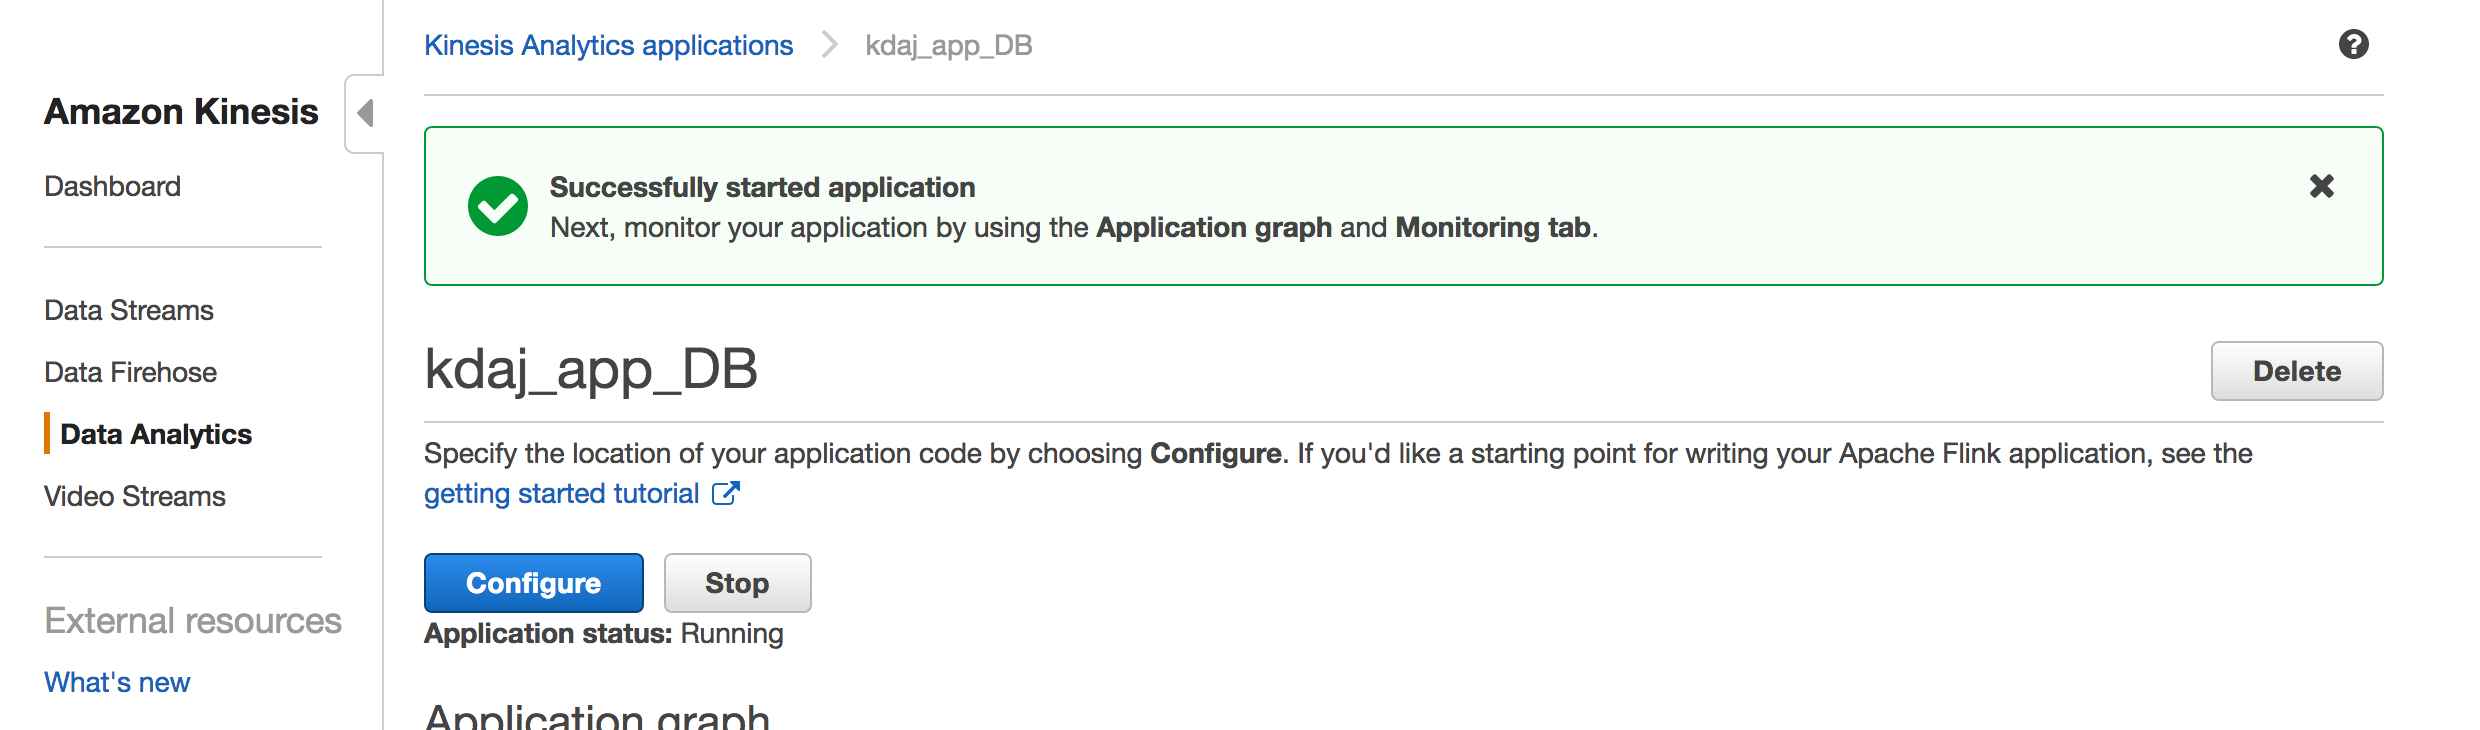 Kinesis Analytics applications
kdaj_app_DB
Amazon Kinesis
Dashboard
Data Streams
Data Firehose
Data Analytics
Video Streams
External resources
What's new
Successfully started application
Next, monitor your application by using the Application graph and Monitoring tab.
kdaj_app_DB
Delete
Specify the location of your application code by choosing Configure. If you'd like a starting point for writing your Apache Flink application, see the
getting started tutorial
Configure
Stop
Application status: Running
Application graph